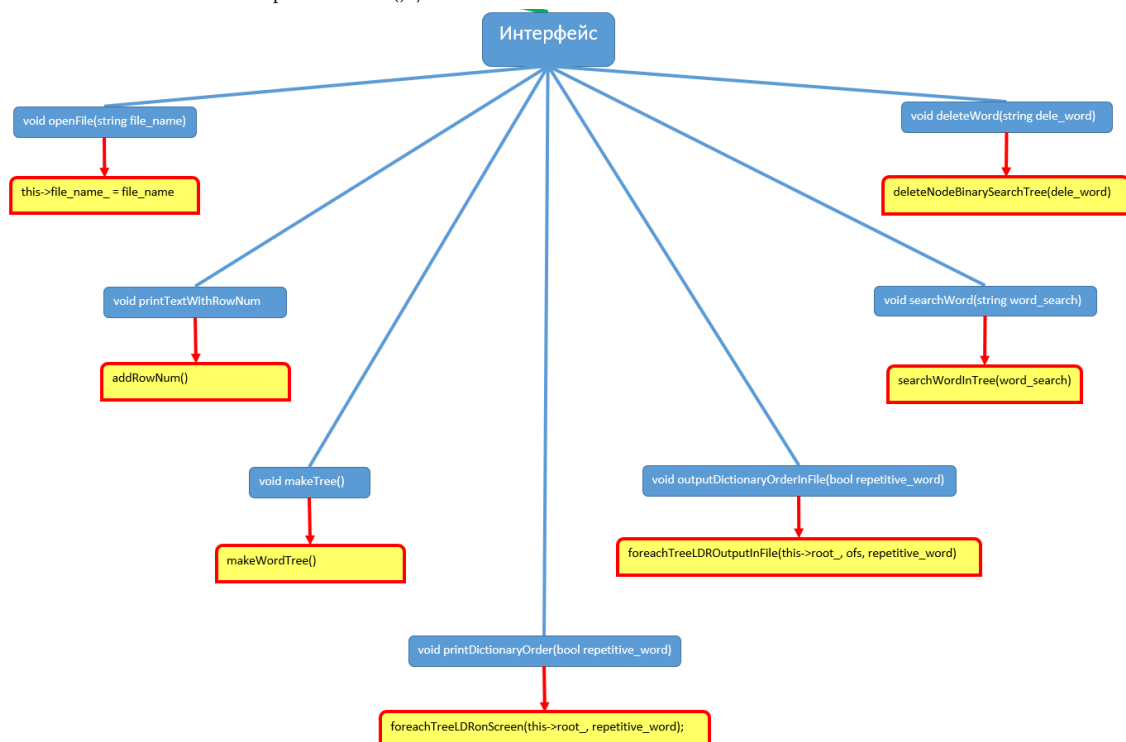 Интерфейс
void openFile(string file_name)
void deleteWord(string dele_word)
this->file_name_ = file_name
deleteNodeBinarySearchTree(dele_word)
void printTextWithRowNum
void searchWord(string word_search)
addRowNum()
searchWordInTree(word_search)
void makeTree()
void outputDictionaryOrderInFile(bool repetitive_word)
makeWordTree()
foreachTreeLDROutputInFile(this->root_, ofs, repetitive_word)
void printDictionaryOrder(bool repetitive_word)
foreachTreeLDRonScreen(this->root_, repetitive_word);